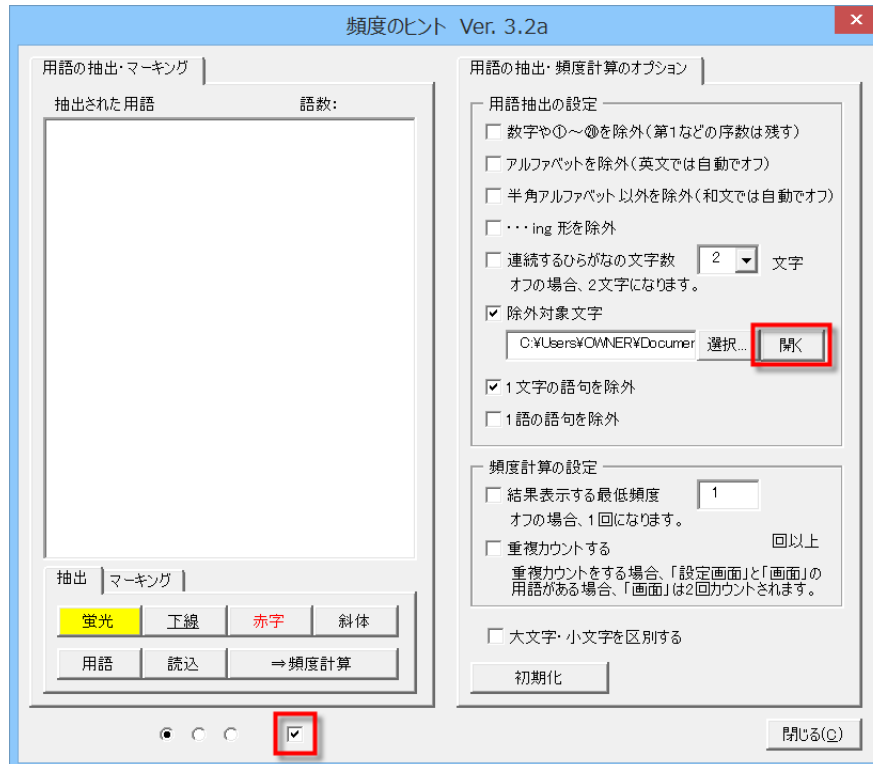 頻度のヒント Ver. 3.2a
用語の抽出・マーキング
抽出された用語 語数:
抽出 マーキング
蛍光 下線 赤字 斜体
用語 読込 ⇒頻度計算
用語の抽出・頻度計算のオプション
用語抽出の設定
数字や①~⑳を除外(第1などの序数は残す)
アルファベットを除外(英文では自動でオフ)
半角アルファベット以外を除外(和文では自動でオフ)
・・・ing 形を除外
連続するひらがなの文字数 2 文字
オフの場合、2文字になります。
除外対象文字
C:¥Users¥OWNER¥Documer 選択... 開く
1文字の語句を除外
1語の語句を除外
頻度計算の設定
結果表示する最低頻度 1
オフの場合、1回になります。
回以上
重複カウントする
重複カウントをする場合、「設定画面」と「画面」の
用語がある場合、「画面」は2回カウントされます。
大文字・小文字を区別する
初期化
閉じる(C)